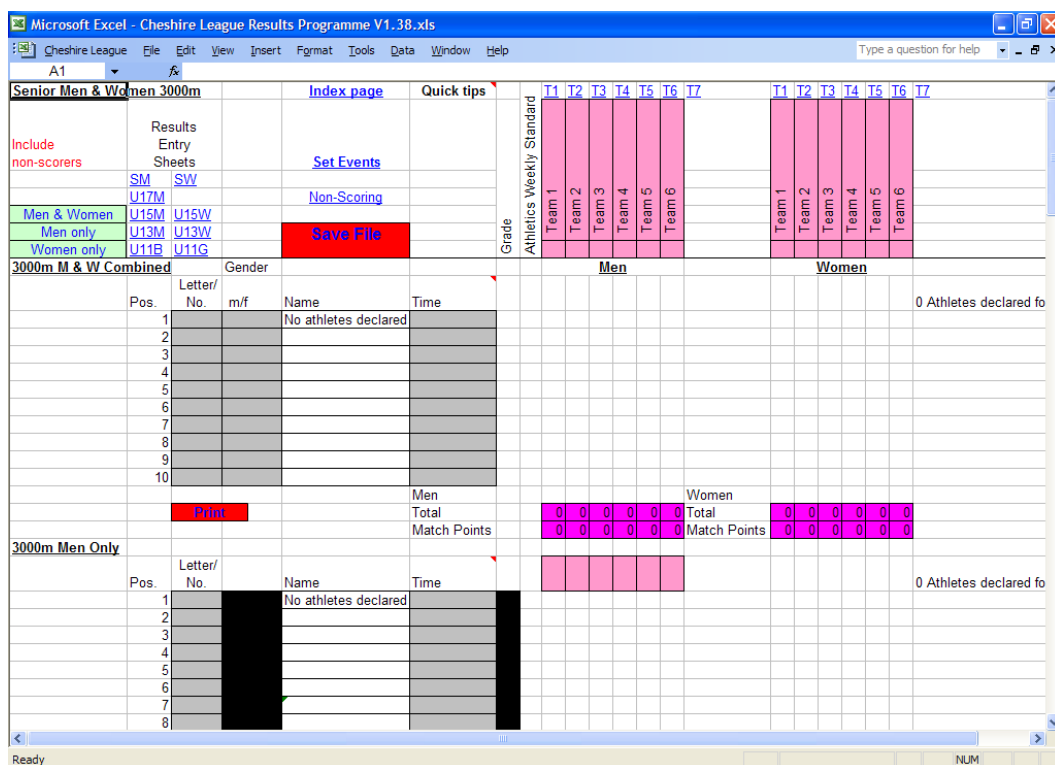 Microsoft Excel - Cheshire League Results Programme V1.38.xls
Cheshire League File Edit View Insert Format Tools Data Window Help Type a question for help
A1 fx
Senior Men & Women 3000m Index page Quick tips T1 T2 T3 T4 T5 T6 T7 T1 T2 T3 T4 T5 T6 T7
Grade
Athletics Weekly Standard
Team 1 Team 2 Team 3 Team 4 Team 5 Team 6 Team 1 Team 2 Team 3 Team 4 Team 5 Team 6
Results
Include Entry
non-scorers Sheets Set Events
SM SW
U17M Non-Scoring
Men & Women U15M U15W
Men only U13M U13W Save File
Women only U11B U11G
3000m M & W Combined Gender Men Women
Letter/
Pos. No. m/f Name Time 0 Athletes declared fo
1 No athletes declared
2
3
4
5
6
7
8
9
10
Men Women
Print Total 0 0 0 0 0 0 Total 0 0 0 0 0 0
Match Points 0 0 0 0 0 0 Match Points 0 0 0 0 0 0
3000m Men Only
Letter/
Pos. No. Name Time 0 Athletes declared fo
1 No athletes declared
2
3
4
5
6
7
8
Ready NUM